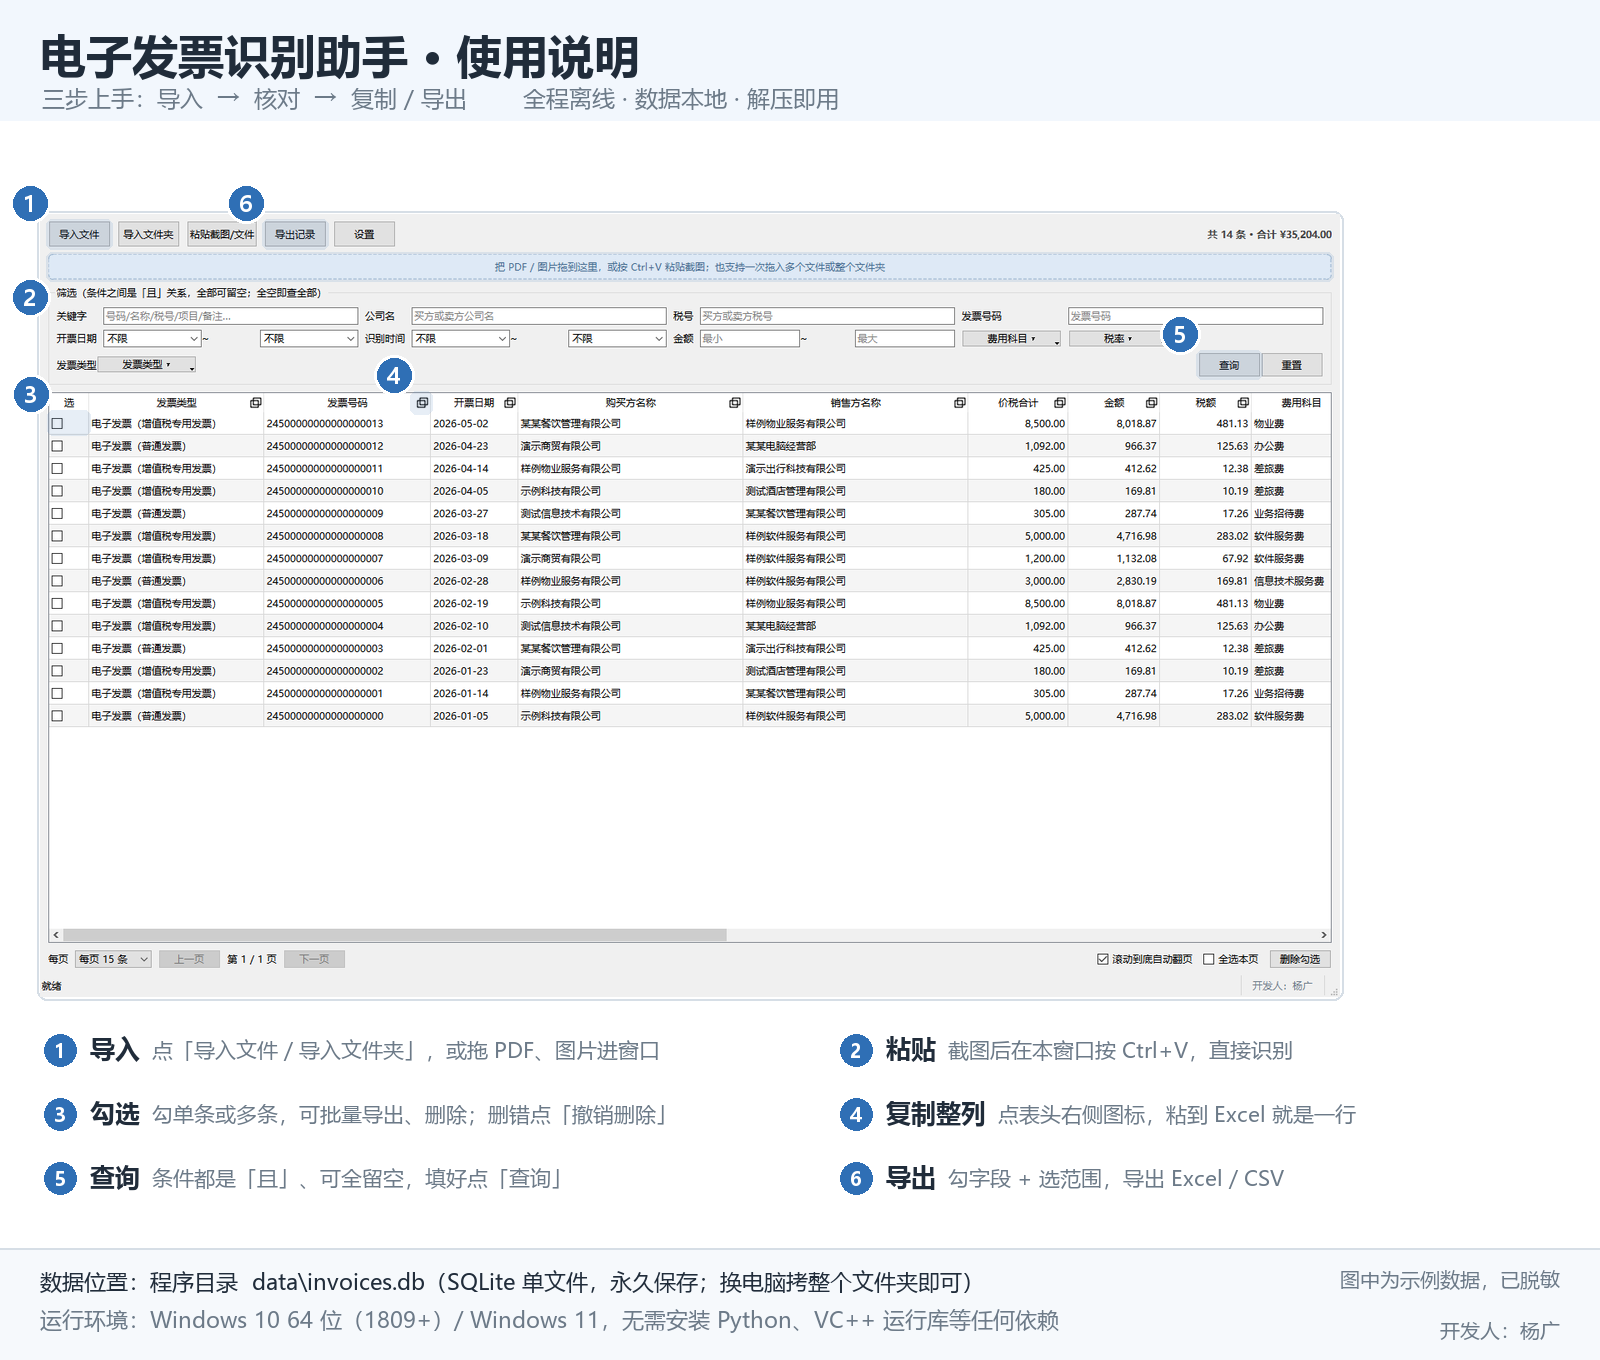 电子发票识别助手 • 使用说明
三步上手：导入 → 核对 → 复制 / 导出 全程离线 · 数据本地 · 解压即用
1 6
导入文件 导入文件夹 粘贴截图/文件 导出记录 设置 共 14 条 • 合计 ¥35,204.00
把 PDF / 图片拖到这里，或按 Ctrl+V 粘贴截图；也支持一次拖入多个文件或整个文件夹
2 筛选（条件之间是「且」关系，全部可留空；全空即查全部）
关键字 号码/名称/税号/项目/备注... 公司名 买方或卖方公司名 税号 买方或卖方税号 发票号码 发票号码
开票日期 不限 ~ 不限 识别时间 不限 ~ 不限 金额 最小 ~ 最大 费用科目 ▾ 税率 ▾ 5
发票类型 发票类型 ▾ 4 查询 重置
3 选 发票类型 发票号码 开票日期 购买方名称 销售方名称 价税合计 金额 税额 费用科目
电子发票（增值税专用发票） 24500000000000000013 2026-05-02 某某餐饮管理有限公司 样例物业服务有限公司 8,500.00 8,018.87 481.13 物业费
电子发票（普通发票） 24500000000000000012 2026-04-23 演示商贸有限公司 某某电脑经营部 1,092.00 966.37 125.63 办公费
电子发票（增值税专用发票） 24500000000000000011 2026-04-14 样例物业服务有限公司 演示出行科技有限公司 425.00 412.62 12.38 差旅费
电子发票（增值税专用发票） 24500000000000000010 2026-04-05 示例科技有限公司 测试酒店管理有限公司 180.00 169.81 10.19 差旅费
电子发票（普通发票） 24500000000000000009 2026-03-27 测试信息技术有限公司 某某餐饮管理有限公司 305.00 287.74 17.26 业务招待费
电子发票（增值税专用发票） 24500000000000000008 2026-03-18 某某餐饮管理有限公司 样例软件服务有限公司 5,000.00 4,716.98 283.02 软件服务费
电子发票（增值税专用发票） 24500000000000000007 2026-03-09 演示商贸有限公司 样例软件服务有限公司 1,200.00 1,132.08 67.92 软件服务费
电子发票（普通发票） 24500000000000000006 2026-02-28 样例物业服务有限公司 样例软件服务有限公司 3,000.00 2,830.19 169.81 信息技术服务费
电子发票（增值税专用发票） 24500000000000000005 2026-02-19 示例科技有限公司 样例物业服务有限公司 8,500.00 8,018.87 481.13 物业费
电子发票（增值税专用发票） 24500000000000000004 2026-02-10 测试信息技术有限公司 某某电脑经营部 1,092.00 966.37 125.63 办公费
电子发票（普通发票） 24500000000000000003 2026-02-01 某某餐饮管理有限公司 演示出行科技有限公司 425.00 412.62 12.38 差旅费
电子发票（增值税专用发票） 24500000000000000002 2026-01-23 演示商贸有限公司 测试酒店管理有限公司 180.00 169.81 10.19 差旅费
电子发票（增值税专用发票） 24500000000000000001 2026-01-14 样例物业服务有限公司 某某餐饮管理有限公司 305.00 287.74 17.26 业务招待费
电子发票（普通发票） 24500000000000000000 2026-01-05 示例科技有限公司 样例软件服务有限公司 5,000.00 4,716.98 283.02 软件服务费
每页 每页 15 条 上一页 第 1 / 1 页 下一页 滚动到底自动翻页 全选本页 删除勾选
就绪 开发人：杨广
1 导入 点「导入文件 / 导入文件夹」，或拖 PDF、图片进窗口
2 粘贴 截图后在本窗口按 Ctrl+V，直接识别
3 勾选 勾单条或多条，可批量导出、删除；删错点「撤销删除」
4 复制整列 点表头右侧图标，粘到 Excel 就是一行
5 查询 条件都是「且」、可全留空，填好点「查询」
6 导出 勾字段 + 选范围，导出 Excel / CSV
数据位置：程序目录 data\invoices.db（SQLite 单文件，永久保存；换电脑拷整个文件夹即可）
图中为示例数据，已脱敏
运行环境：Windows 10 64 位（1809+）/ Windows 11，无需安装 Python、VC++ 运行库等任何依赖
开发人：杨广